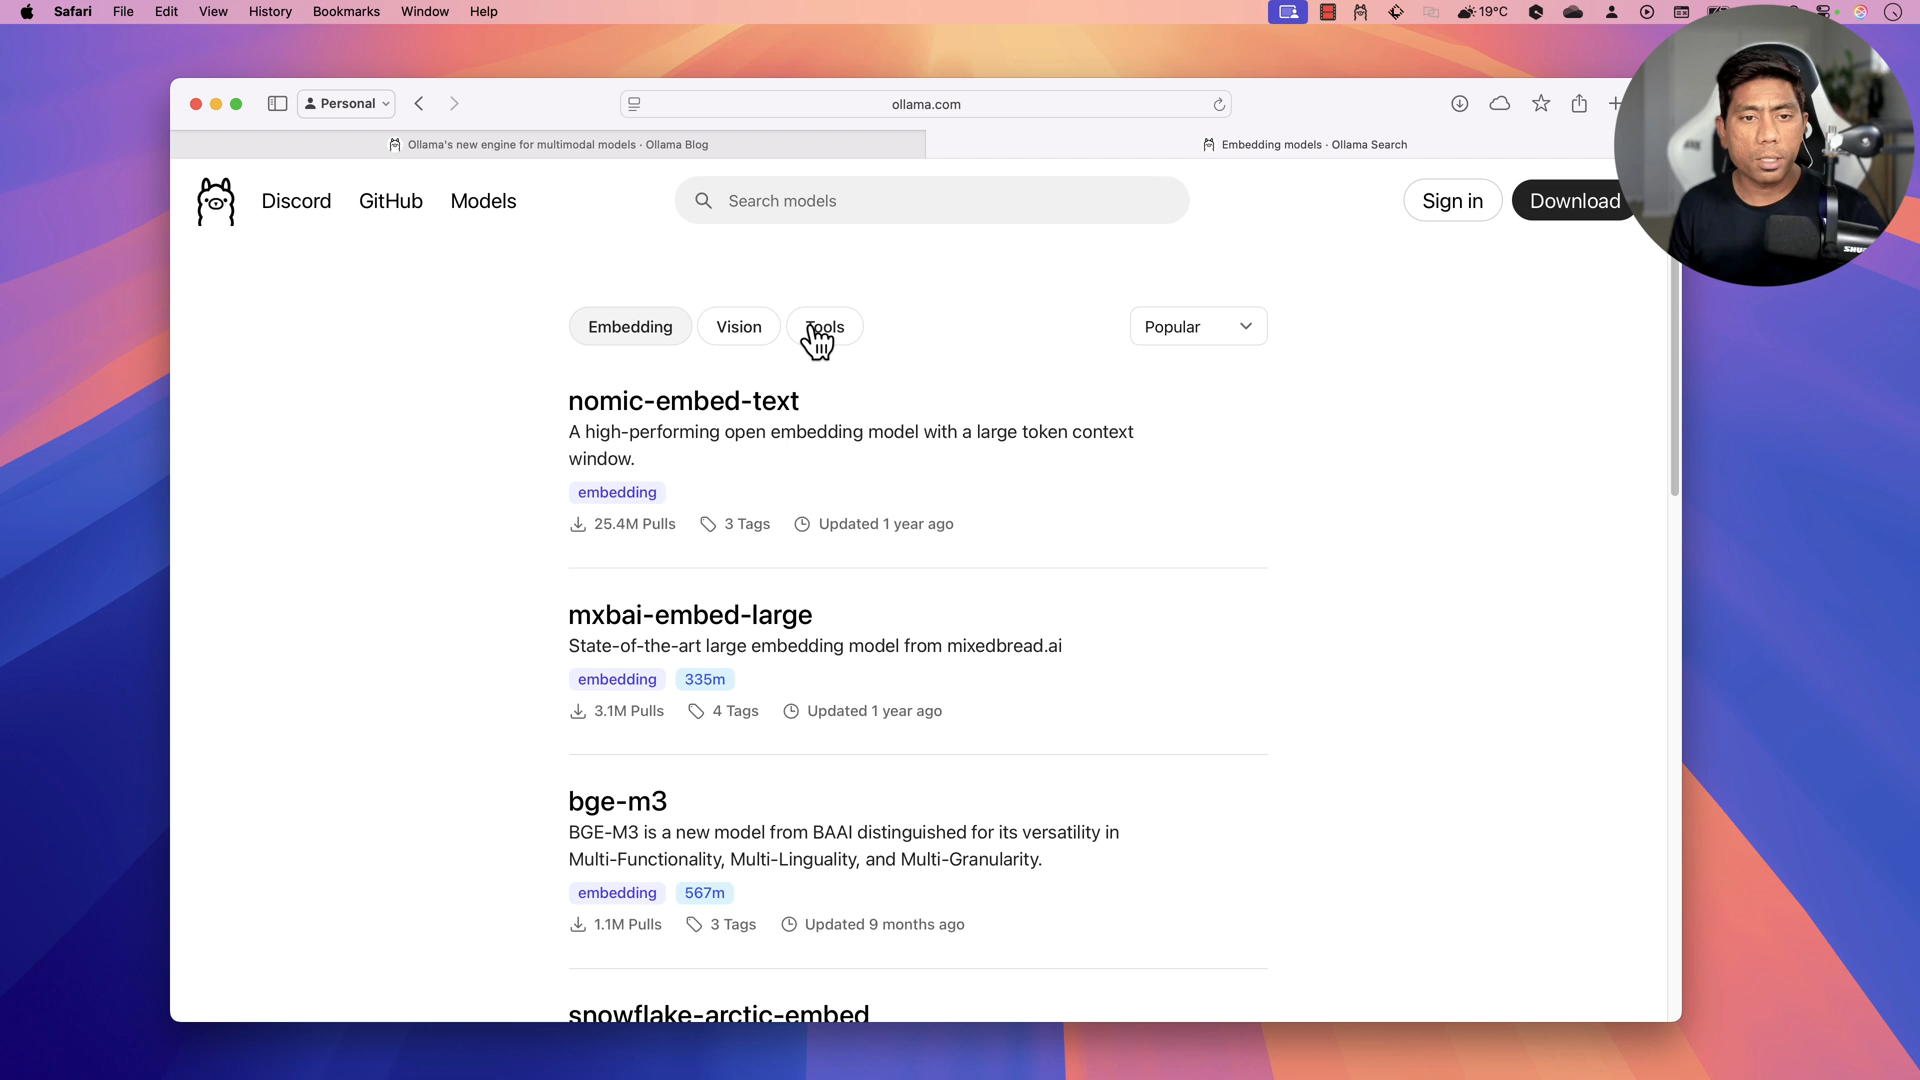 Safari File Edit View History Bookmarks Window Help 19°C
Personal ollama.com
Ollama's new engine for multimodal models · Ollama Blog
Embedding models · Ollama Search
Discord GitHub Models Search models Sign in Download
Embedding Vision Tools Popular
nomic-embed-text
A high-performing open embedding model with a large token context
window.
embedding
25.4M Pulls 3 Tags Updated 1 year ago
mxbai-embed-large
State-of-the-art large embedding model from mixedbread.ai
embedding 335m
3.1M Pulls 4 Tags Updated 1 year ago
bge-m3
BGE-M3 is a new model from BAAI distinguished for its versatility in
Multi-Functionality, Multi-Linguality, and Multi-Granularity.
embedding 567m
1.1M Pulls 3 Tags Updated 9 months ago
snowflake-arctic-embed